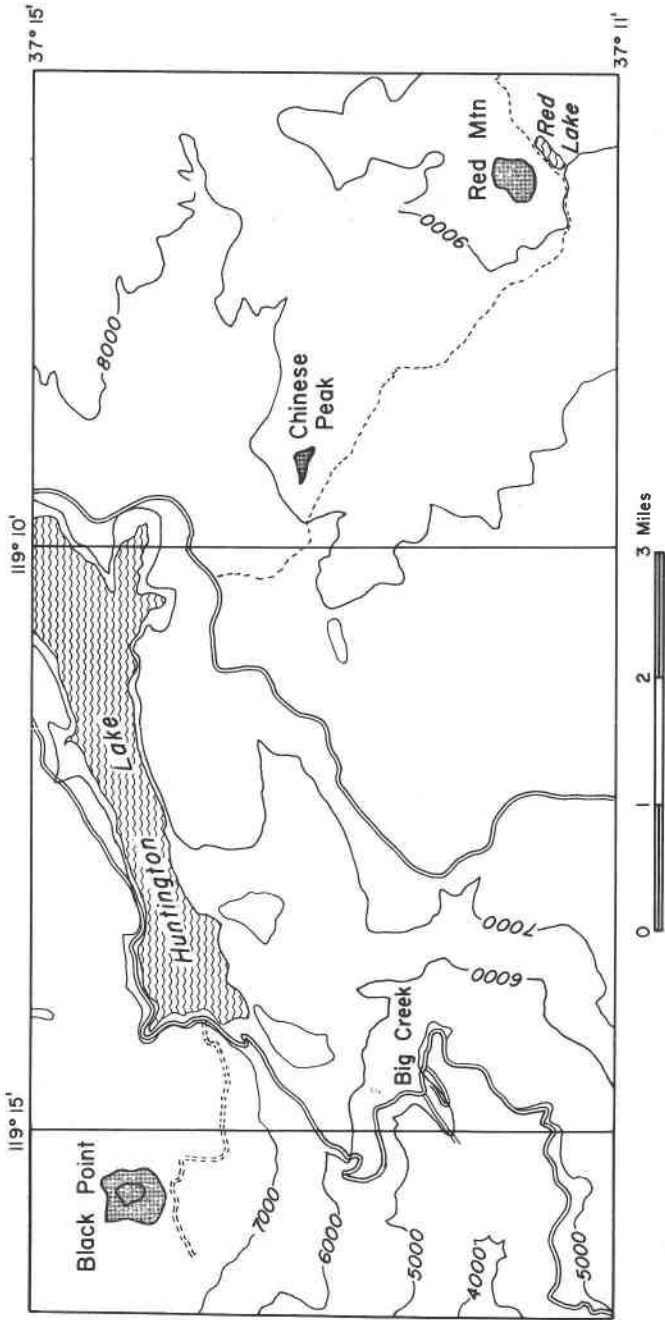 119° 15'
119° 10'
37° 15'
37° 11'
Black Point
Huntington
Lake
8000
Chinese
Peak
Red Mtn
Red
Lake
9000
7000
6000
5000
4000
5000
Big Creek
6000
7000
0
1
2
3 Miles